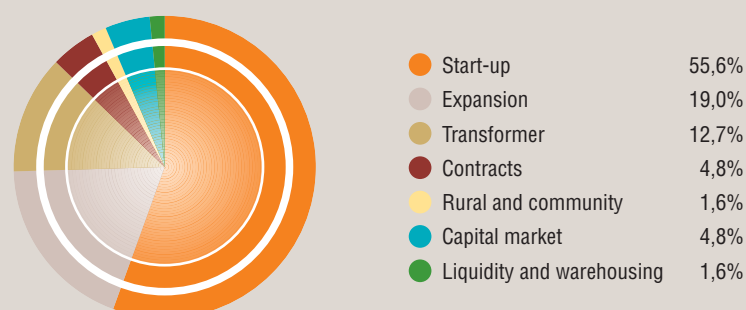 Start-up 55,6%
Expansion 19,0%
Transformer 12,7%
Contracts 4,8%
Rural and community 1,6%
Capital market 4,8%
Liquidity and warehousing 1,6%